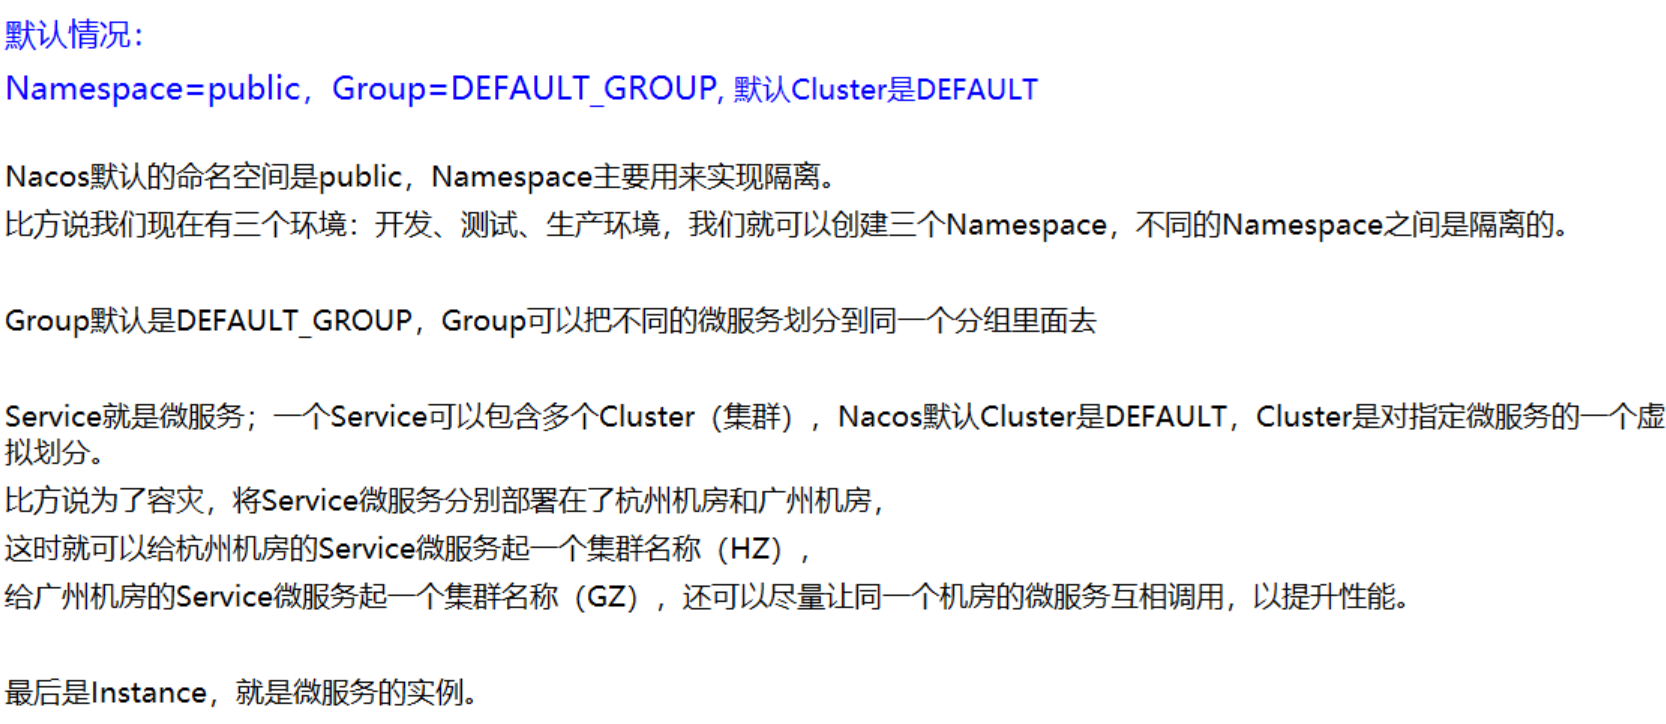 默认情况：
Namespace=public，Group=DEFAULT_GROUP, 默认Cluster是DEFAULT
Nacos默认的命名空间是public，Namespace主要用来实现隔离。
比方说我们现在有三个环境：开发、测试、生产环境，我们就可以创建三个Namespace，不同的Namespace之间是隔离的。
Group默认是DEFAULT_GROUP，Group可以把不同的微服务划分到同一个分组里面去
Service就是微服务；一个Service可以包含多个Cluster（集群），Nacos默认Cluster是DEFAULT，Cluster是对指定微服务的一个虚
拟划分。
比方说为了容灾，将Service微服务分别部署在了杭州机房和广州机房，
这时就可以给杭州机房的Service微服务起一个集群名称（HZ），
给广州机房的Service微服务起一个集群名称（GZ），还可以尽量让同一个机房的微服务互相调用，以提升性能。
最后是Instance，就是微服务的实例。